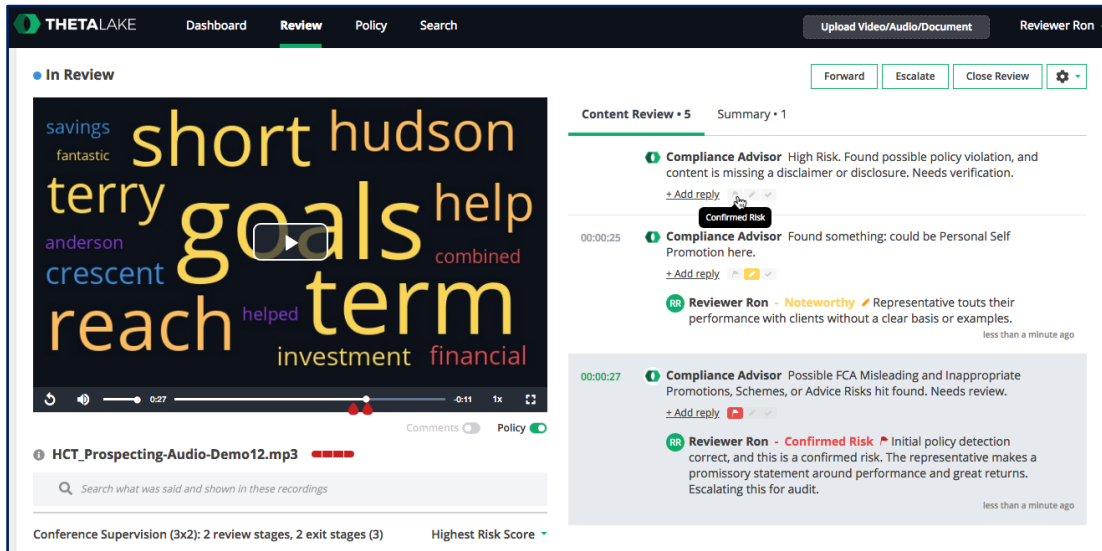 THETALAKE Dashboard Review Policy Search Upload Video/Audio/Document Reviewer Ron
In Review
Forward Escalate Close Review
savings
fantastic
short
hudson
terry
goals
help
anderson
crescent
combined
reach
helped
term
investment
financial
0:27 -0:11 1x
Comments Policy
HCT_Prospecting-Audio-Demo12.mp3
Search what was said and shown in these recordings
Conference Supervision (3x2): 2 review stages, 2 exit stages (3) Highest Risk Score
Content Review • 5 Summary • 1
Compliance Advisor High Risk. Found possible policy violation, and
content is missing a disclaimer or disclosure. Needs verification.
+ Add reply
Confirmed Risk
00:00:25 Compliance Advisor Found something: could be Personal Self
Promotion here.
+ Add reply
RR Reviewer Ron - Noteworthy Representative touts their
performance with clients without a clear basis or examples.
less than a minute ago
00:00:27 Compliance Advisor Possible FCA Misleading and Inappropriate
Promotions, Schemes, or Advice Risks hit found. Needs review.
+ Add reply
RR Reviewer Ron - Confirmed Risk Initial policy detection
correct, and this is a confirmed risk. The representative makes a
promissory statement around performance and great returns.
Escalating this for audit.
less than a minute ago